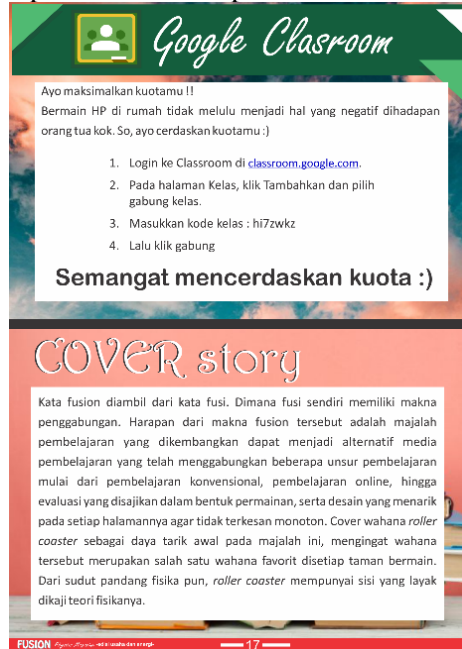 Google Clasroom
Ayo maksimalkan kuotamu !!
Bermain HP di rumah tidak melulu menjadi hal yang negatif dihadapan
orang tua kok. So, ayo cerdaskan kuotamu :)
1. Login ke Classroom di classroom.google.com.
2. Pada halaman Kelas, klik Tambahkan dan pilih
gabung kelas.
3. Masukkan kode kelas : hi7zwkz
4. Lalu klik gabung
Semangat mencerdaskan kuota :)
COVER story
Kata fusion diambil dari kata fusi. Dimana fusi sendiri memiliki makna
penggabungan. Harapan dari makna fusion tersebut adalah majalah
pembelajaran yang dikembangkan dapat menjadi alternatif media
pembelajaran yang telah menggabungkan beberapa unsur pembelajaran
mulai dari pembelajaran konvensional, pembelajaran online, hingga
evaluasi yang disajikan dalam bentuk permainan, serta desain yang menarik
pada setiap halamannya agar tidak terkesan monoton. Cover wahana roller
coaster sebagai daya tarik awal pada majalah ini, mengingat wahana
tersebut merupakan salah satu wahana favorit disetiap taman bermain.
Dari sudut pandang fisika pun, roller coaster mempunyai sisi yang layak
dikaji teori fisikanya.
FUSION -edisi usaha dan energi-
17